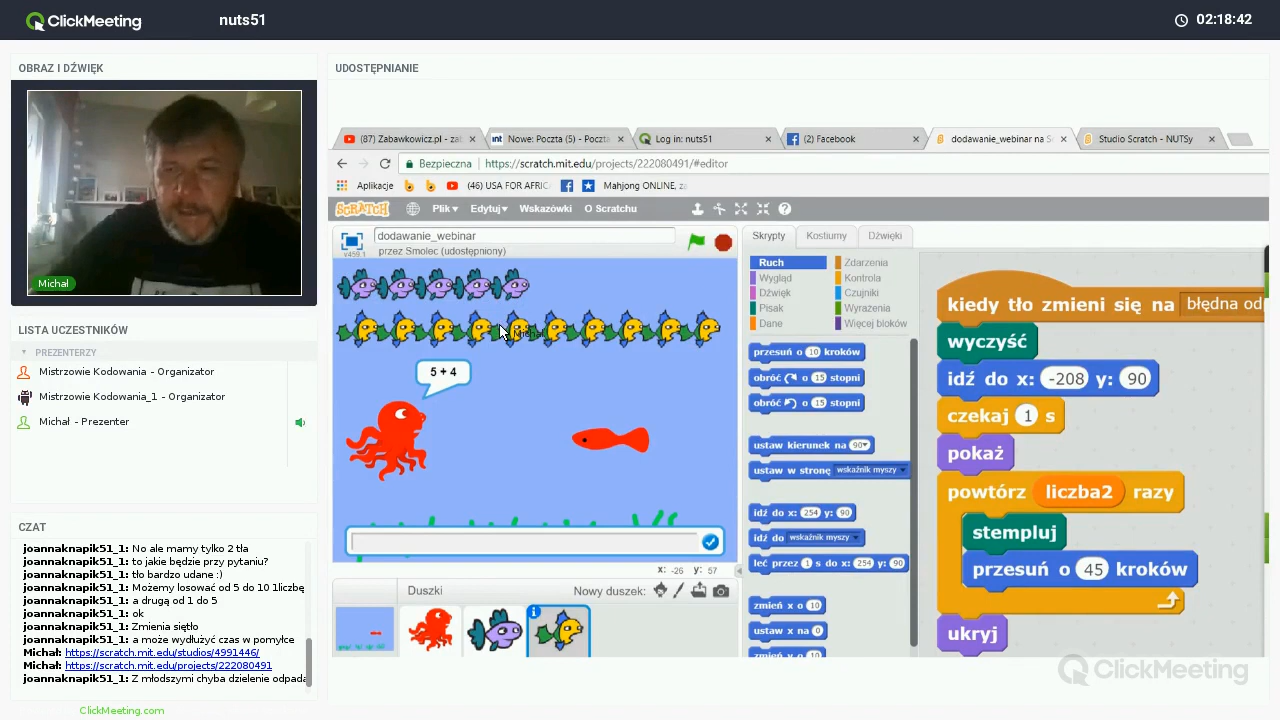 ClickMeeting
nuts51
02:18:42
OBRAZ I DŹWIĘK
Michał
LISTA UCZESTNIKÓW
PREZENTERZY
Mistrzowie Kodowania - Organizator
Mistrzowie Kodowania_1 - Organizator
Michał - Prezenter
CZAT
joannaknapik51_1: No ale mamy tylko 2 tła
joannaknapik51_1: to jakie będzie przy pytaniu?
joannaknapik51_1: tło bardzo udane :)
joannaknapik51_1: Możemy losować od 5 do 10 1liczbę
joannaknapik51_1: a drugą od 1 do 5
joannaknapik51_1: ok
joannaknapik51_1: Zmienia siętło
joannaknapik51_1: a może wydłużyć czas w pomyłce
Michał: https://scratch.mit.edu/studios/4991446/
Michał: https://scratch.mit.edu/projects/222080491
joannaknapik51_1: Z młodszymi chyba dzielenie odpada
ClickMeeting.com
UDOSTĘPNIANIE
(87) Zabawkowicz.pl - za
Nowe: Poczta (5) - Poczta
Log in: nuts51
(2) Facebook
dodawanie_webinar na S
Studio Scratch - NUTSy
Bezpieczna
https://scratch.mit.edu/projects/222080491/#editor
Aplikacje
(46) USA FOR AFRIC
Mahjong ONLINE, za
SCRATCH
Plik
Edytuj
Wskazówki
O Scratchu
dodawanie_webinar
przez Smolec (udostępniony)
v459.1
Michał
5 + 4
x: -26 y: 57
Duszki
Nowy duszek:
Skrypty
Kostiumy
Dźwięki
Ruch
Zdarzenia
Wygląd
Kontrola
Dźwięk
Czujniki
Pisak
Wyrażenia
Dane
Więcej bloków
przesuń o 10 kroków
obróć o 15 stopni
obróć o 15 stopni
ustaw kierunek na 90
ustaw w stronę wskaźnik myszy
idź do x: 254 y: 90
idź do wskaźnik myszy
leć przez 1 s do x: 254 y: 90
zmień x o 10
ustaw x na 0
zmień y o 10
kiedy tło zmieni się na błędna od
wyczyść
idź do x: -208 y: 90
czekaj 1 s
pokaż
powtórz liczba2 razy
stempluj
przesuń o 45 kroków
ukryj
ClickMeeting